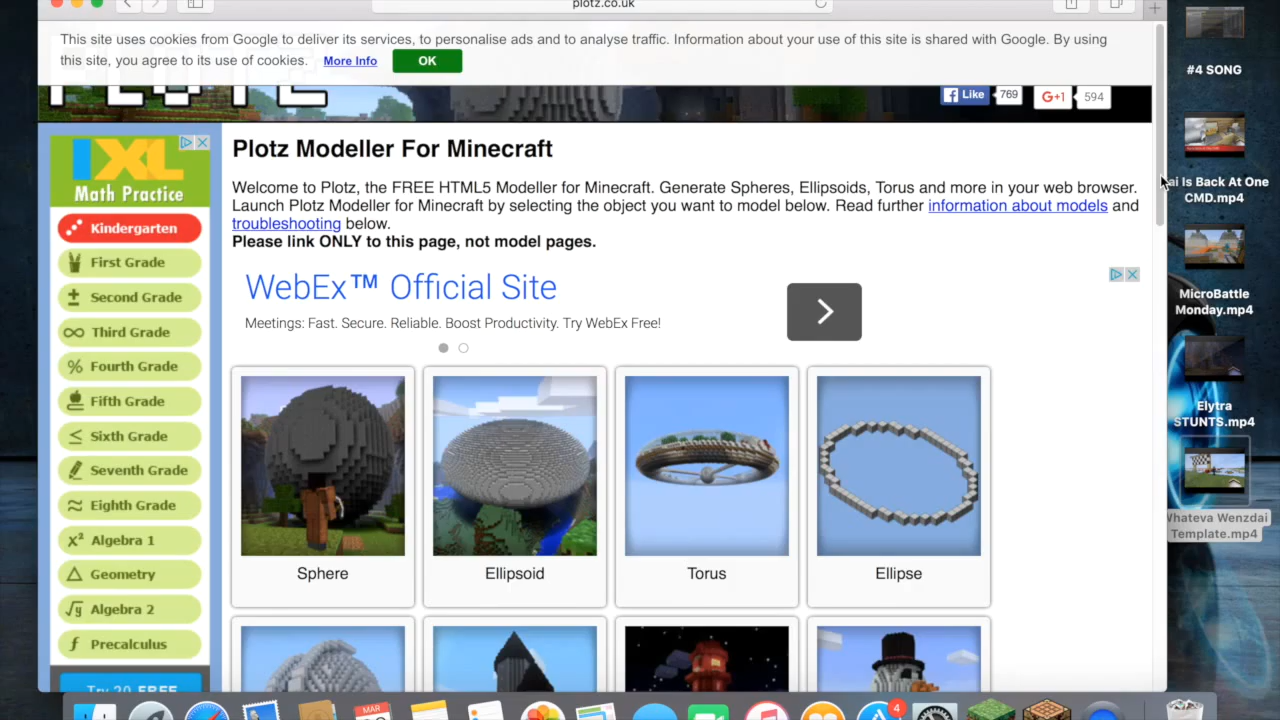 plotz.co.uk
This site uses cookies from Google to deliver its services, to personalise ads and to analyse traffic. Information about your use of this site is shared with Google. By using
this site, you agree to its use of cookies. More Info OK
Like 769 G+1 594
IXL
Math Practice
Kindergarten
First Grade
± Second Grade
∞ Third Grade
% Fourth Grade
Fifth Grade
≤ Sixth Grade
Seventh Grade
≈ Eighth Grade
x² Algebra 1
Geometry
√y Algebra 2
f Precalculus
Try 20 FREE
Plotz Modeller For Minecraft
Welcome to Plotz, the FREE HTML5 Modeller for Minecraft. Generate Spheres, Ellipsoids, Torus and more in your web browser.
Launch Plotz Modeller for Minecraft by selecting the object you want to model below. Read further information about models and
troubleshooting below.
Please link ONLY to this page, not model pages.
WebEx™ Official Site
Meetings: Fast. Secure. Reliable. Boost Productivity. Try WebEx Free!
Sphere
Ellipsoid
Torus
Ellipse
#4 SONG
ai Is Back At One
CMD.mp4
MicroBattle
Monday.mp4
Elytra
STUNTS.mp4
Whateva Wenzdai
Template.mp4
MAR
4